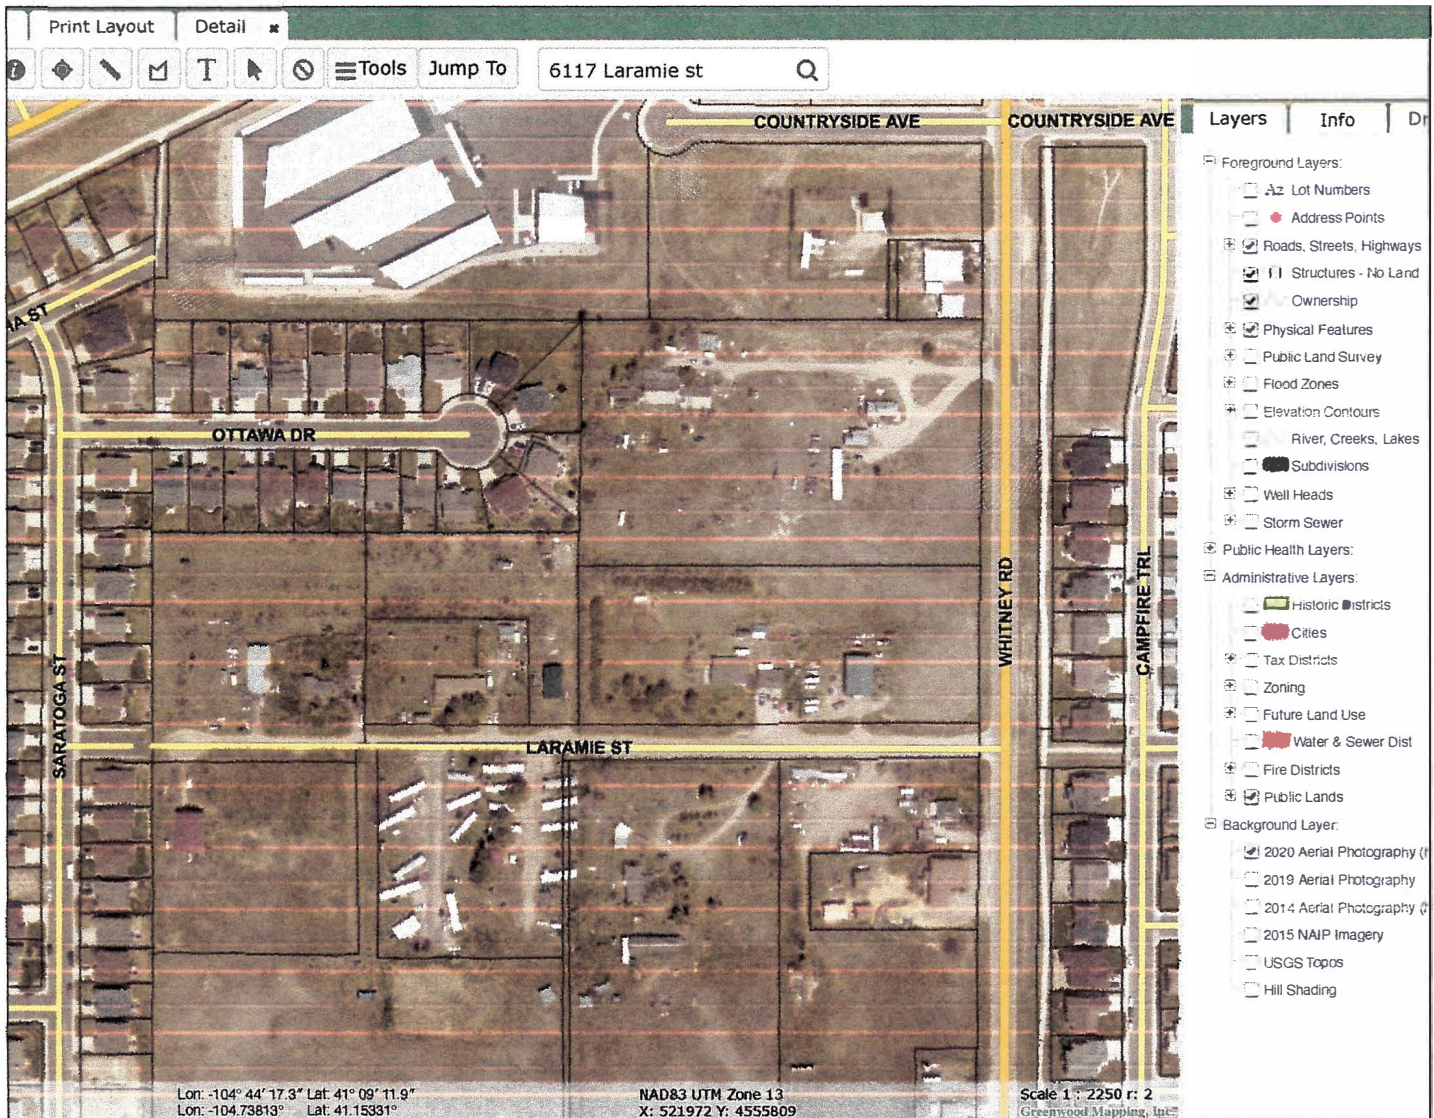 Print Layout
Detail
Tools
Jump To
6117 Laramie st
COUNTRYSIDE AVE
COUNTRYSIDE AVE
OTTAWA DR
WHITNEY RD
CAMPFIRE TRL
SARATOGA ST
LARAMIE ST
Lon: -104° 44' 17.3" Lat: 41° 09' 11.9"
Lon: -104.73813° Lat: 41.15331°
NAD83 UTM Zone 13
X: 521972 Y: 4555809
Scale 1 : 2250 r: 2
Greenwood Mapping, Inc
Layers
Info
Foreground Layers:
Az Lot Numbers
Address Points
Roads, Streets, Highways
Structures - No Land
Ownership
Physical Features
Public Land Survey
Flood Zones
Elevation Contours
River, Creeks, Lakes
Subdivisions
Well Heads
Storm Sewer
Public Health Layers:
Administrative Layers:
Historic Districts
Cities
Tax Districts
Zoning
Future Land Use
Water & Sewer Dist
Fire Districts
Public Lands
Background Layer:
2020 Aerial Photography
2019 Aerial Photography
2014 Aerial Photography
2015 NAIP Imagery
USGS Topos
Hill Shading